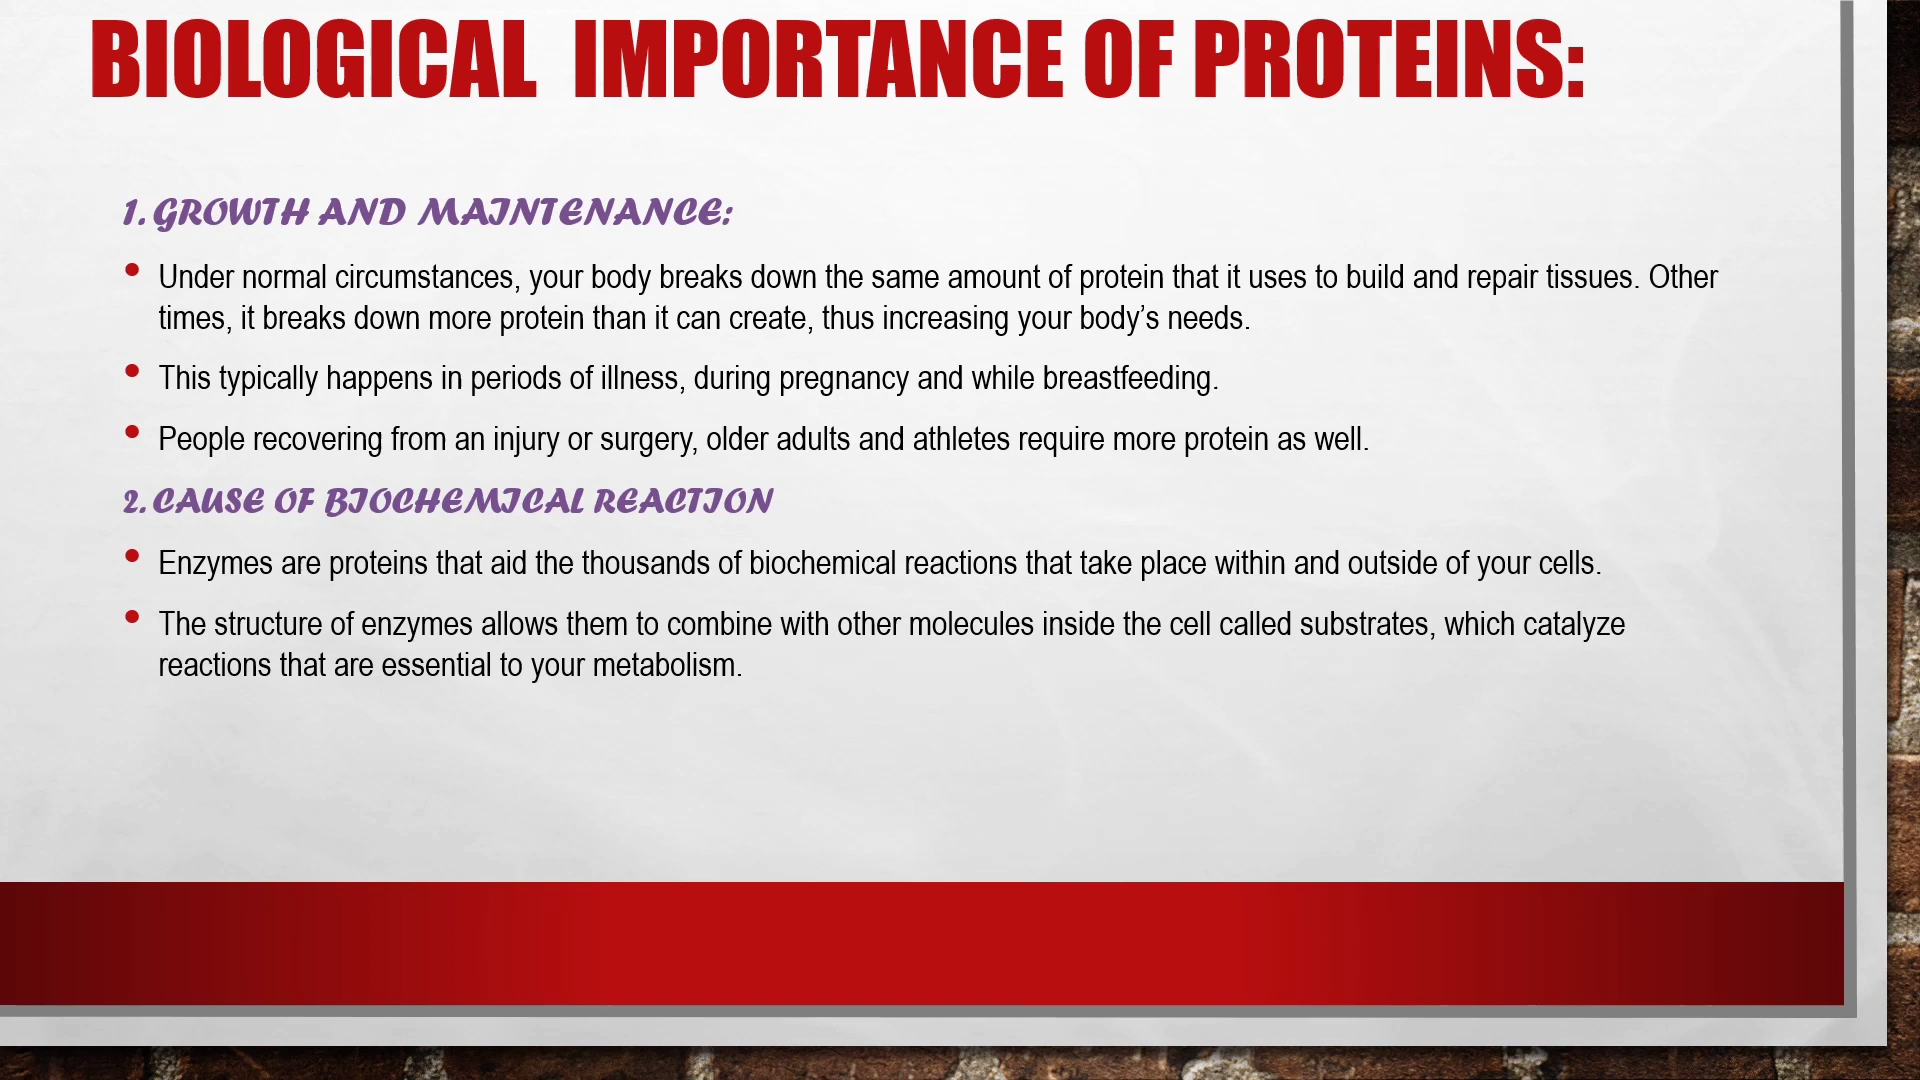 BIOLOGICAL IMPORTANCE OF PROTEINS:
1. GROWTH AND MAINTENANCE:
• Under normal circumstances, your body breaks down the same amount of protein that it uses to build and repair tissues. Other
times, it breaks down more protein than it can create, thus increasing your body’s needs.
• This typically happens in periods of illness, during pregnancy and while breastfeeding.
• People recovering from an injury or surgery, older adults and athletes require more protein as well.
2. CAUSE OF BIOCHEMICAL REACTION
• Enzymes are proteins that aid the thousands of biochemical reactions that take place within and outside of your cells.
• The structure of enzymes allows them to combine with other molecules inside the cell called substrates, which catalyze
reactions that are essential to your metabolism.